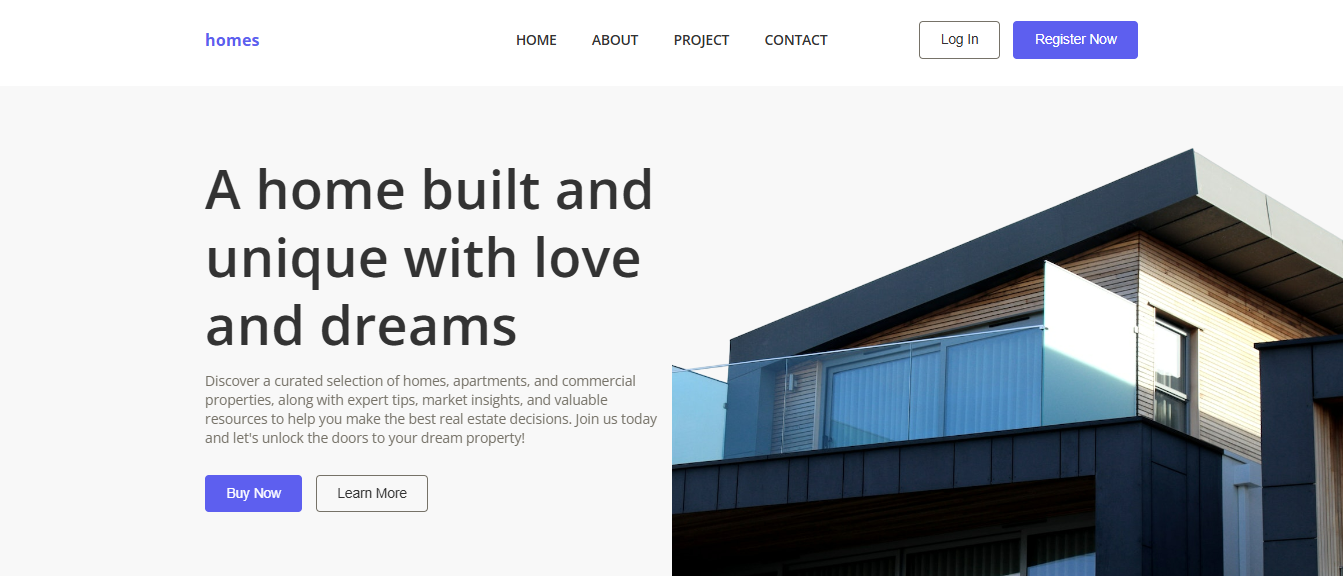 homes
HOME
ABOUT
PROJECT
CONTACT
Log In
Register Now
A home built and
unique with love
and dreams
Discover a curated selection of homes, apartments, and commercial
properties, along with expert tips, market insights, and valuable
resources to help you make the best real estate decisions. Join us today
and let's unlock the doors to your dream property!
Buy Now
Learn More